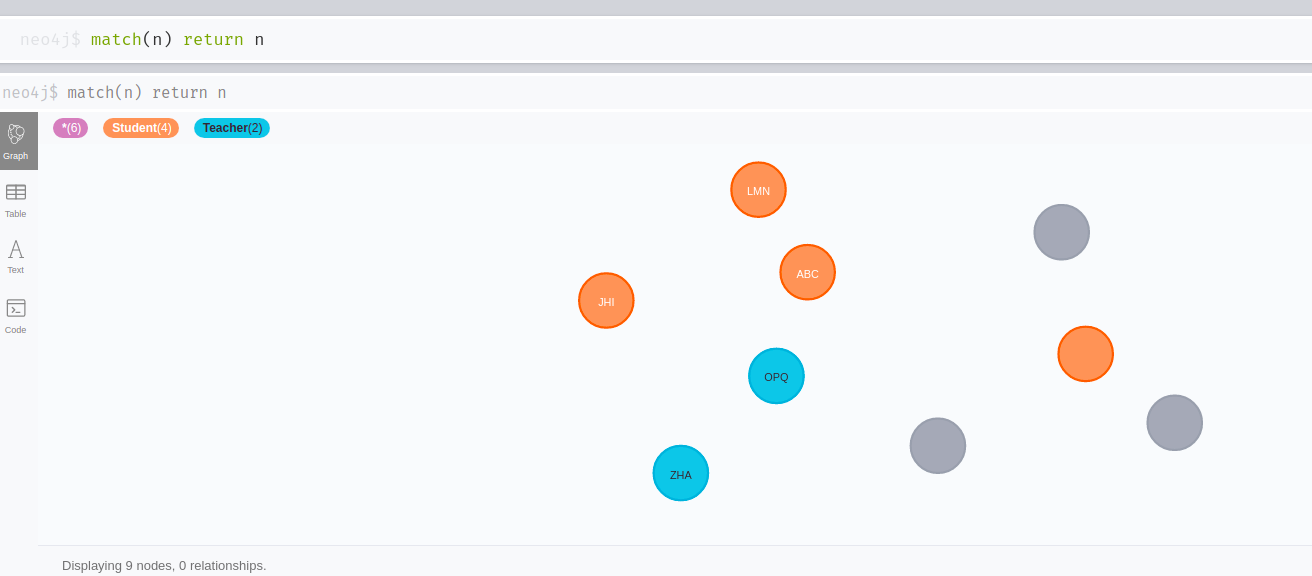 neo4j$ match(n) return n
neo4j$ match(n) return n
*(6) Student(4) Teacher(2)
Graph
Table
Text
Code
LMN
ABC
JHI
OPQ
ZHA
Displaying 9 nodes, 0 relationships.